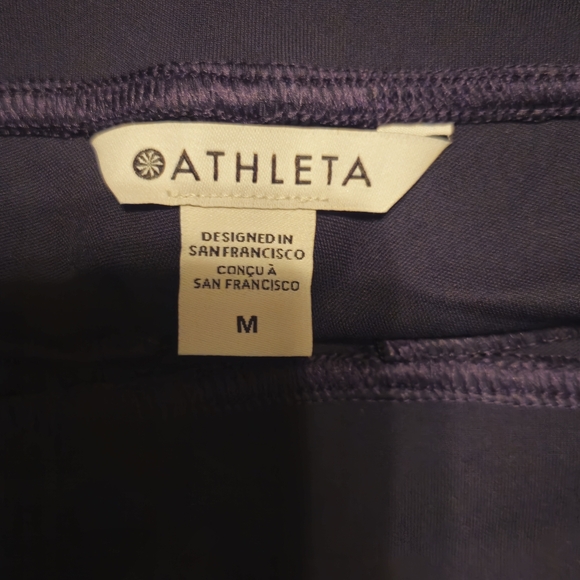 ATHLETA
DESIGNED IN
SAN FRANCISCO
CONÇU À
SAN FRANCISCO
M